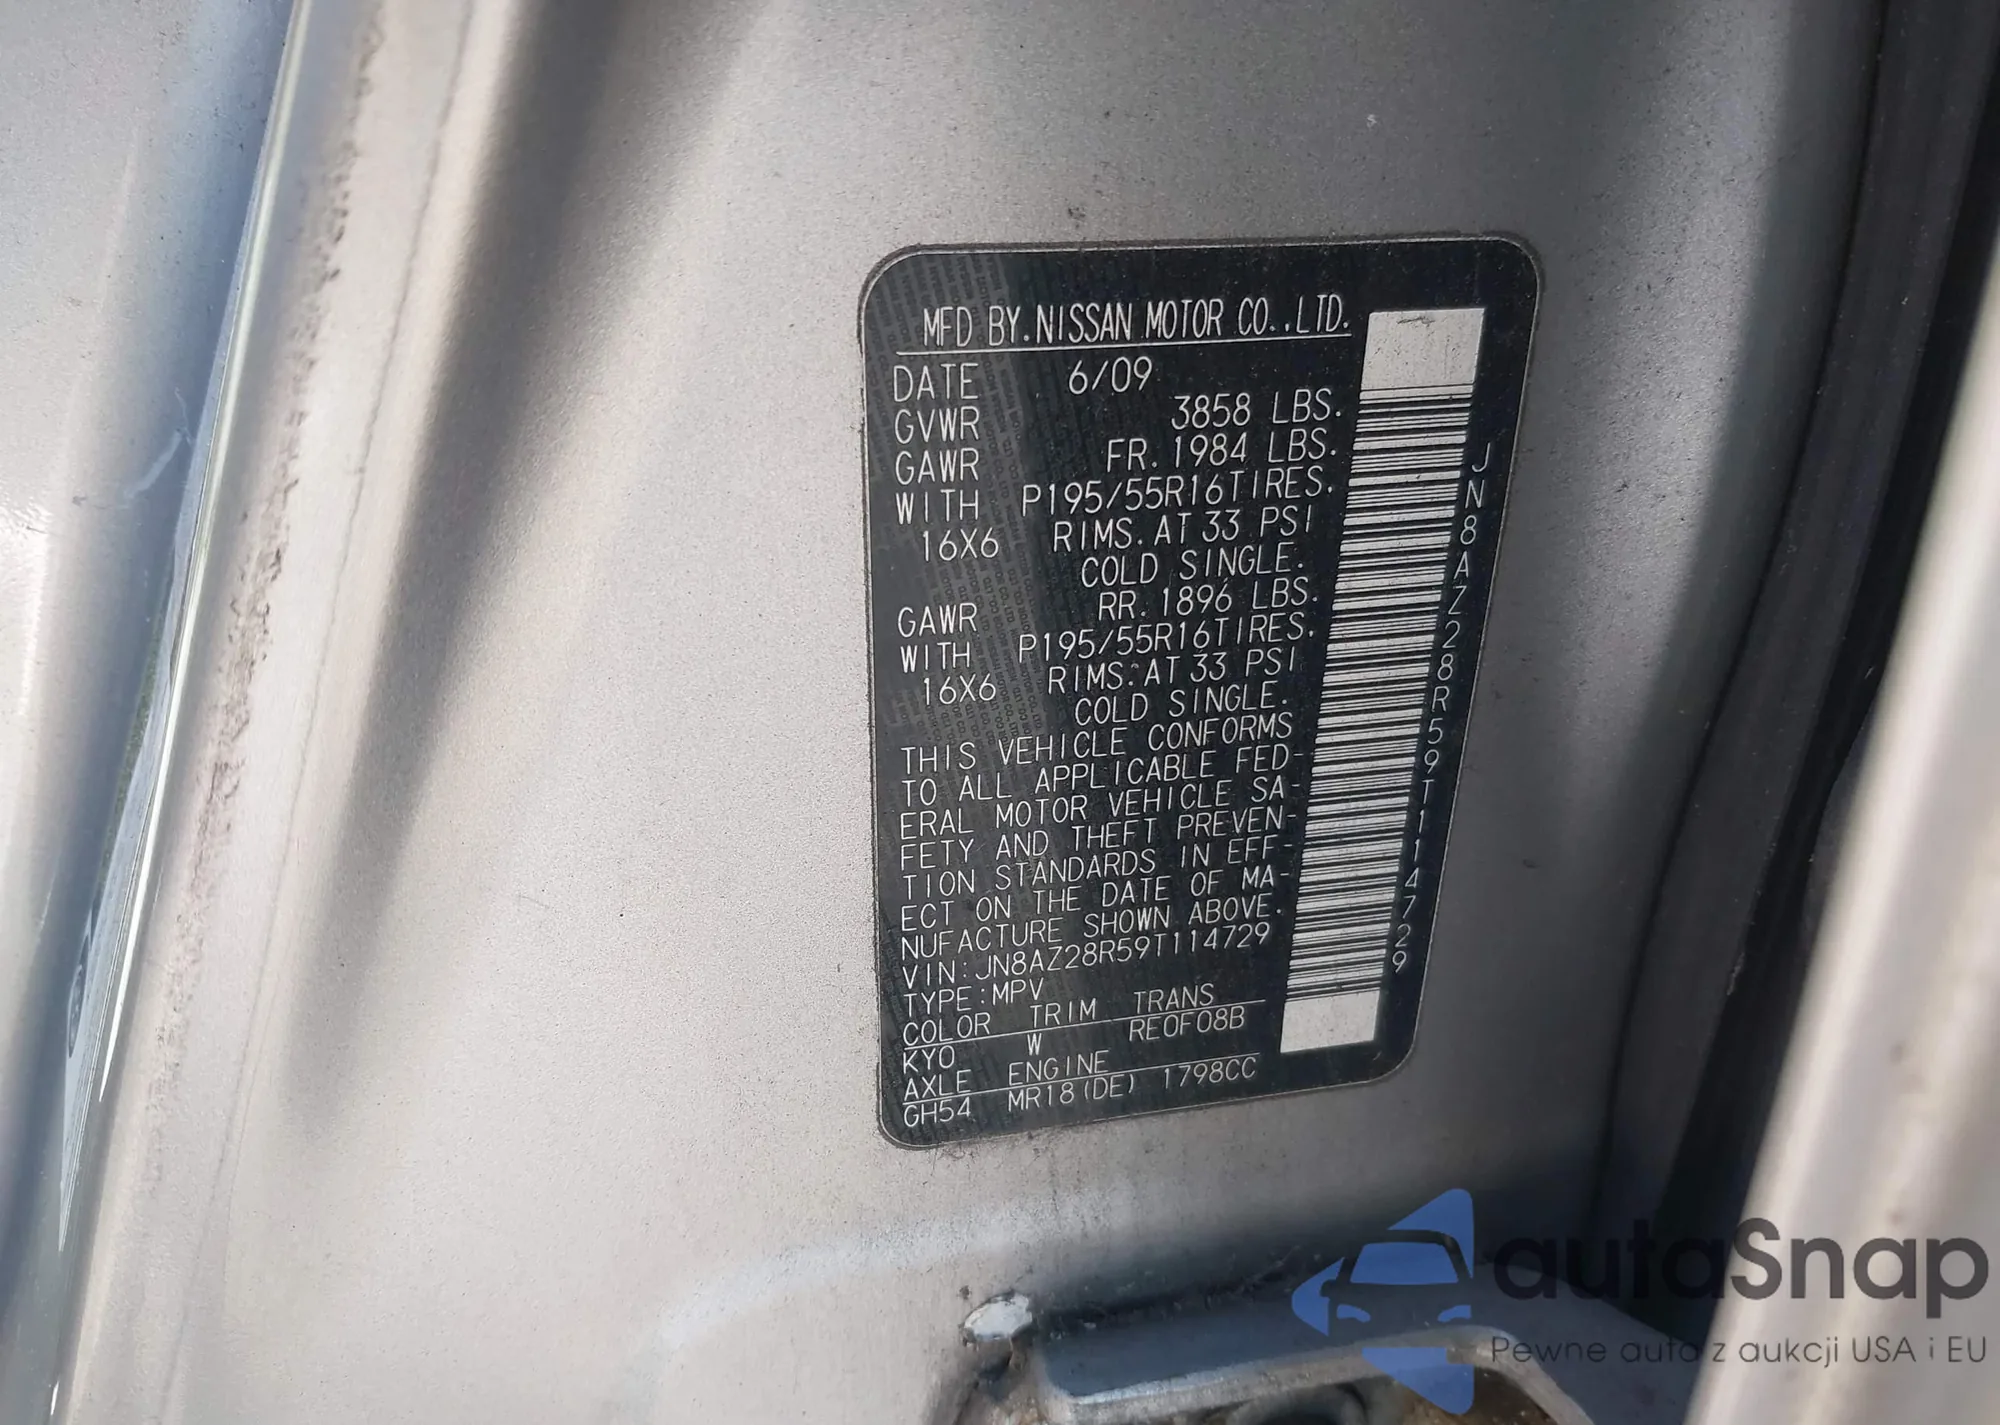 MFD BY.NISSAN MOTOR CO.,LTD.
DATE 6/09
GVWR 3858 LBS.
GAWR FR. 1984 LBS.
WITH P195/55R16TIRES.
16X6 RIMS.AT 33 PSI
COLD SINGLE.
GAWR RR. 1896 LBS.
WITH P195/55R16TIRES.
16X6 RIMS.AT 33 PSI
COLD SINGLE.
THIS VEHICLE CONFORMS
TO ALL APPLICABLE FED-
ERAL MOTOR VEHICLE SA-
FETY AND THEFT PREVEN-
TION STANDARDS IN EFF-
ECT ON THE DATE OF MA-
NUFACTURE SHOWN ABOVE.
VIN:JN8AZ28R59T114729
TYPE:MPV
COLOR TRIM TRANS
KY0 W RE0F08B
AXLE ENGINE
GH54 MR18(DE) 1798CC
JN8AZ28R59T114729
autaSnap
Pewne auta z aukcji USA i EU